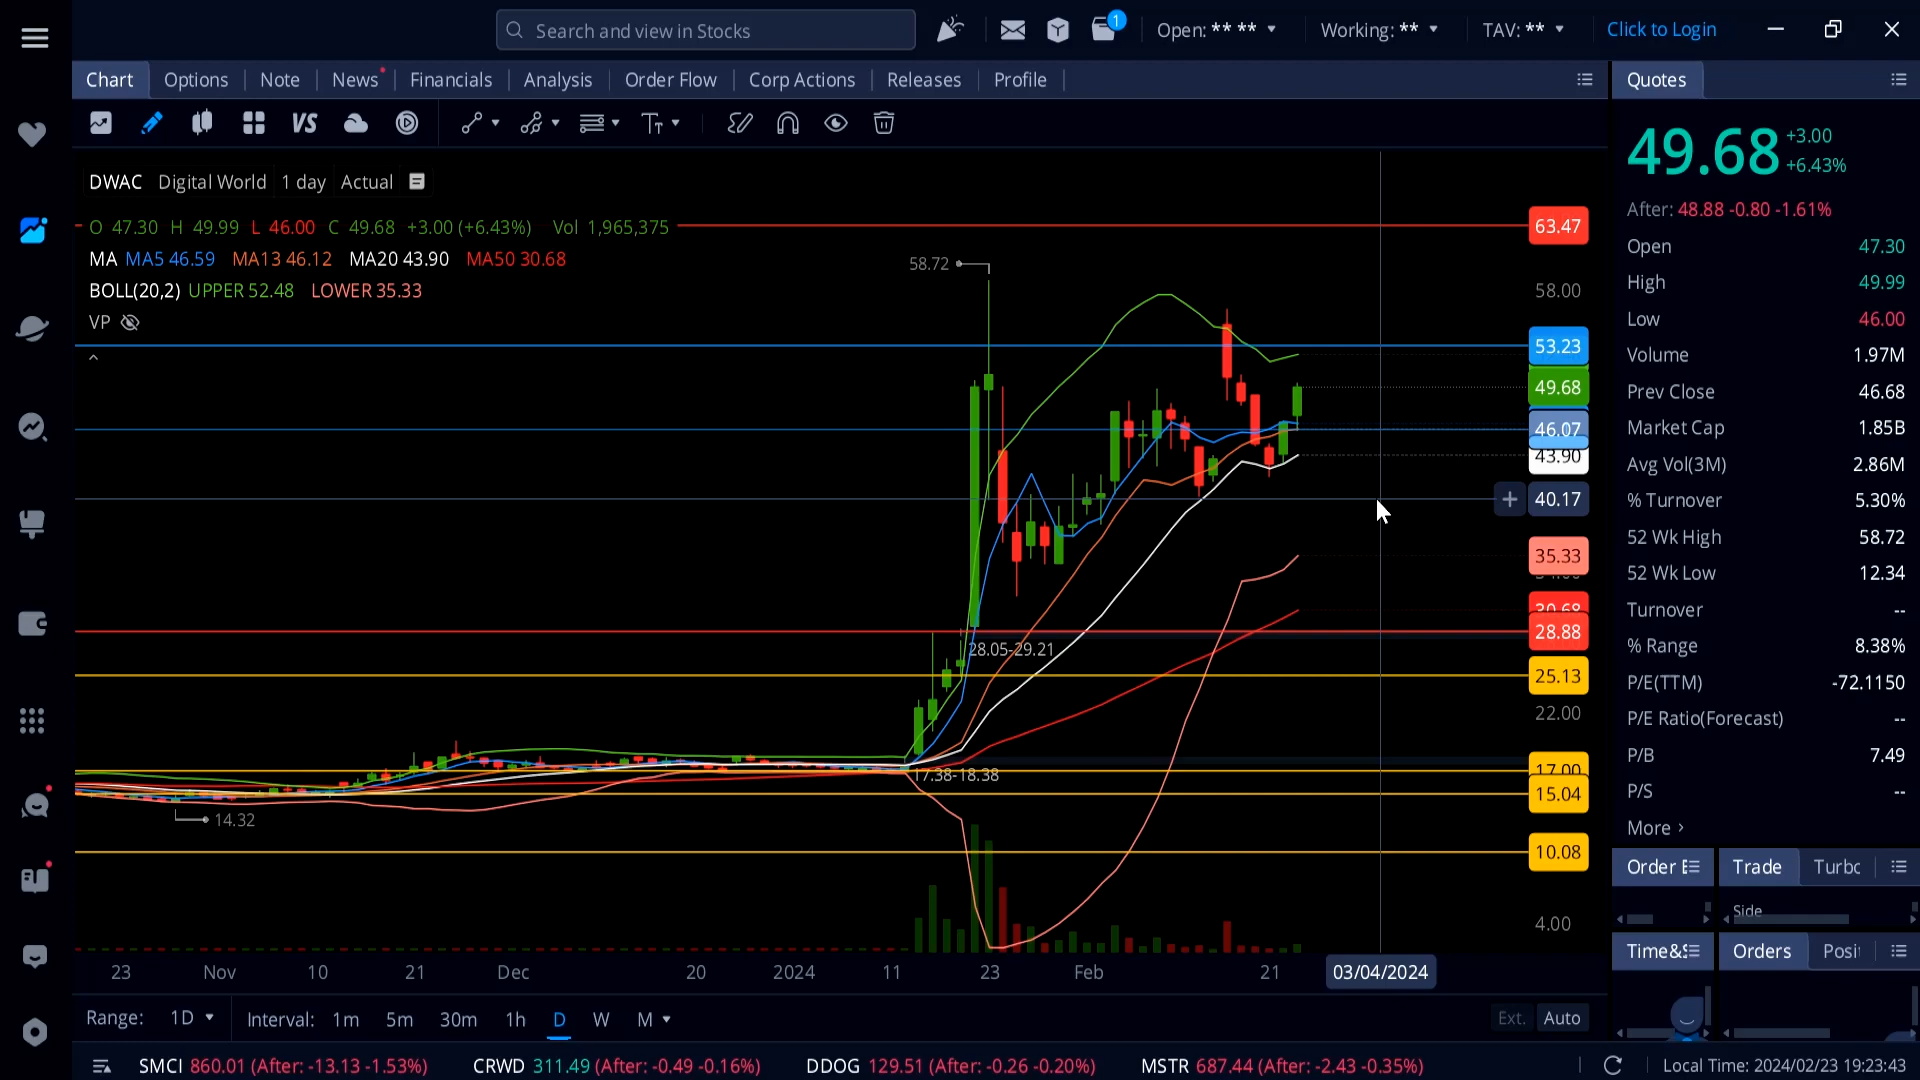 Search and view in Stocks
1
Open: ** **
Working: **
TAV: **
Click to Login
Chart
Options
Note
News
Financials
Analysis
Order Flow
Corp Actions
Releases
Profile
Quotes
VS
DWAC Digital World 1 day Actual
O 47.30 H 49.99 L 46.00 C 49.68 +3.00 (+6.43%) Vol 1,965,375
MA MA5 46.59 MA13 46.12 MA20 43.90 MA50 30.68
BOLL(20,2) UPPER 52.48 LOWER 35.33
VP
58.72
28.05-29.21
17.38-18.38
14.32
63.47
58.00
53.23
49.68
46.07
43.90
40.17
35.33
30.68
28.88
25.13
22.00
17.00
15.04
10.08
4.00
23 Nov 10 21 Dec 20 2024 11 23 Feb 21 03/04/2024
Range: 1D Interval: 1m 5m 30m 1h D W M
Ext. Auto
49.68
+3.00
+6.43%
After: 48.88 -0.80 -1.61%
Open 47.30
High 49.99
Low 46.00
Volume 1.97M
Prev Close 46.68
Market Cap 1.85B
Avg Vol(3M) 2.86M
% Turnover 5.30%
52 Wk High 58.72
52 Wk Low 12.34
Turnover --
% Range 8.38%
P/E(TTM) -72.1150
P/E Ratio(Forecast) --
P/B 7.49
P/S --
More
Order
Trade
Turbo
Side
Time&S
Orders
Posit
SMCI 860.01 (After: -13.13 -1.53%)
CRWD 311.49 (After: -0.49 -0.16%)
DDOG 129.51 (After: -0.26 -0.20%)
MSTR 687.44 (After: -2.43 -0.35%)
Local Time: 2024/02/23 19:23:43